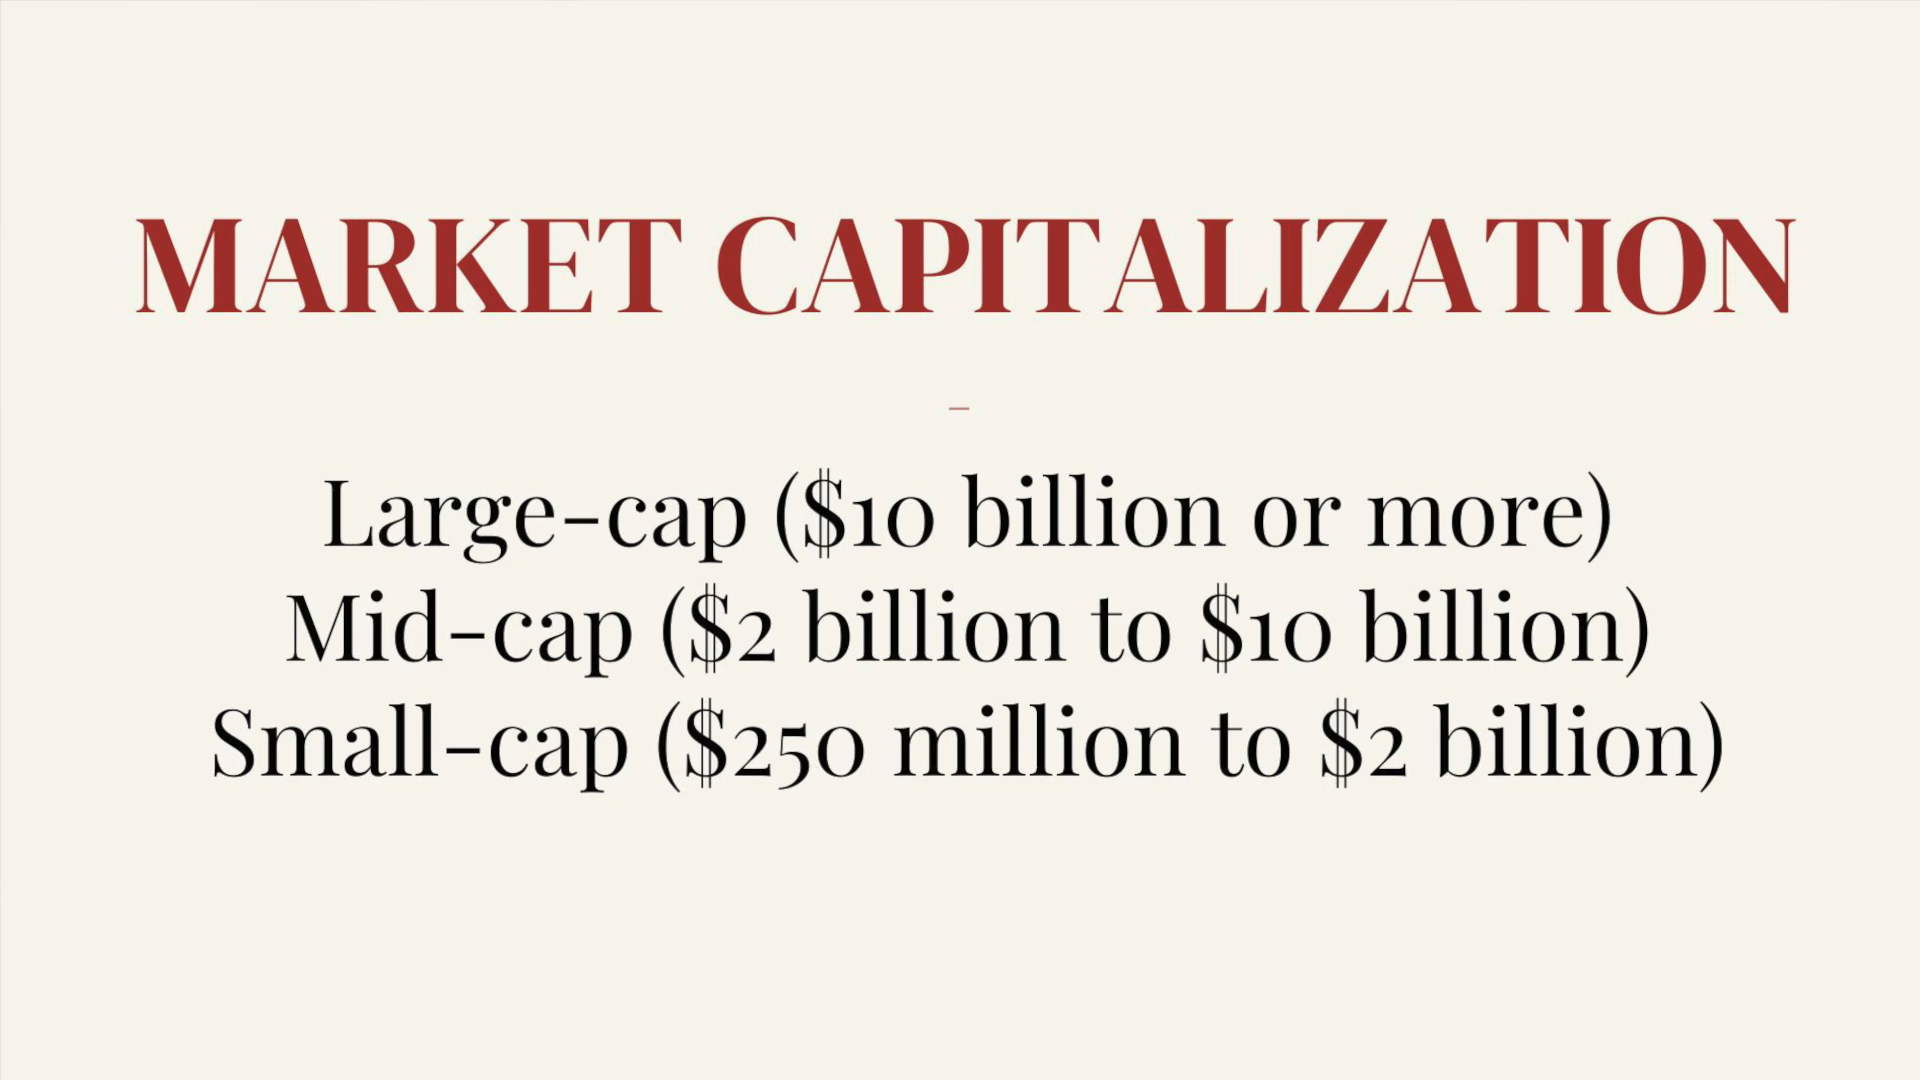 MARKET CAPITALIZATION
–
Large-cap ($10 billion or more)
Mid-cap ($2 billion to $10 billion)
Small-cap ($250 million to $2 billion)